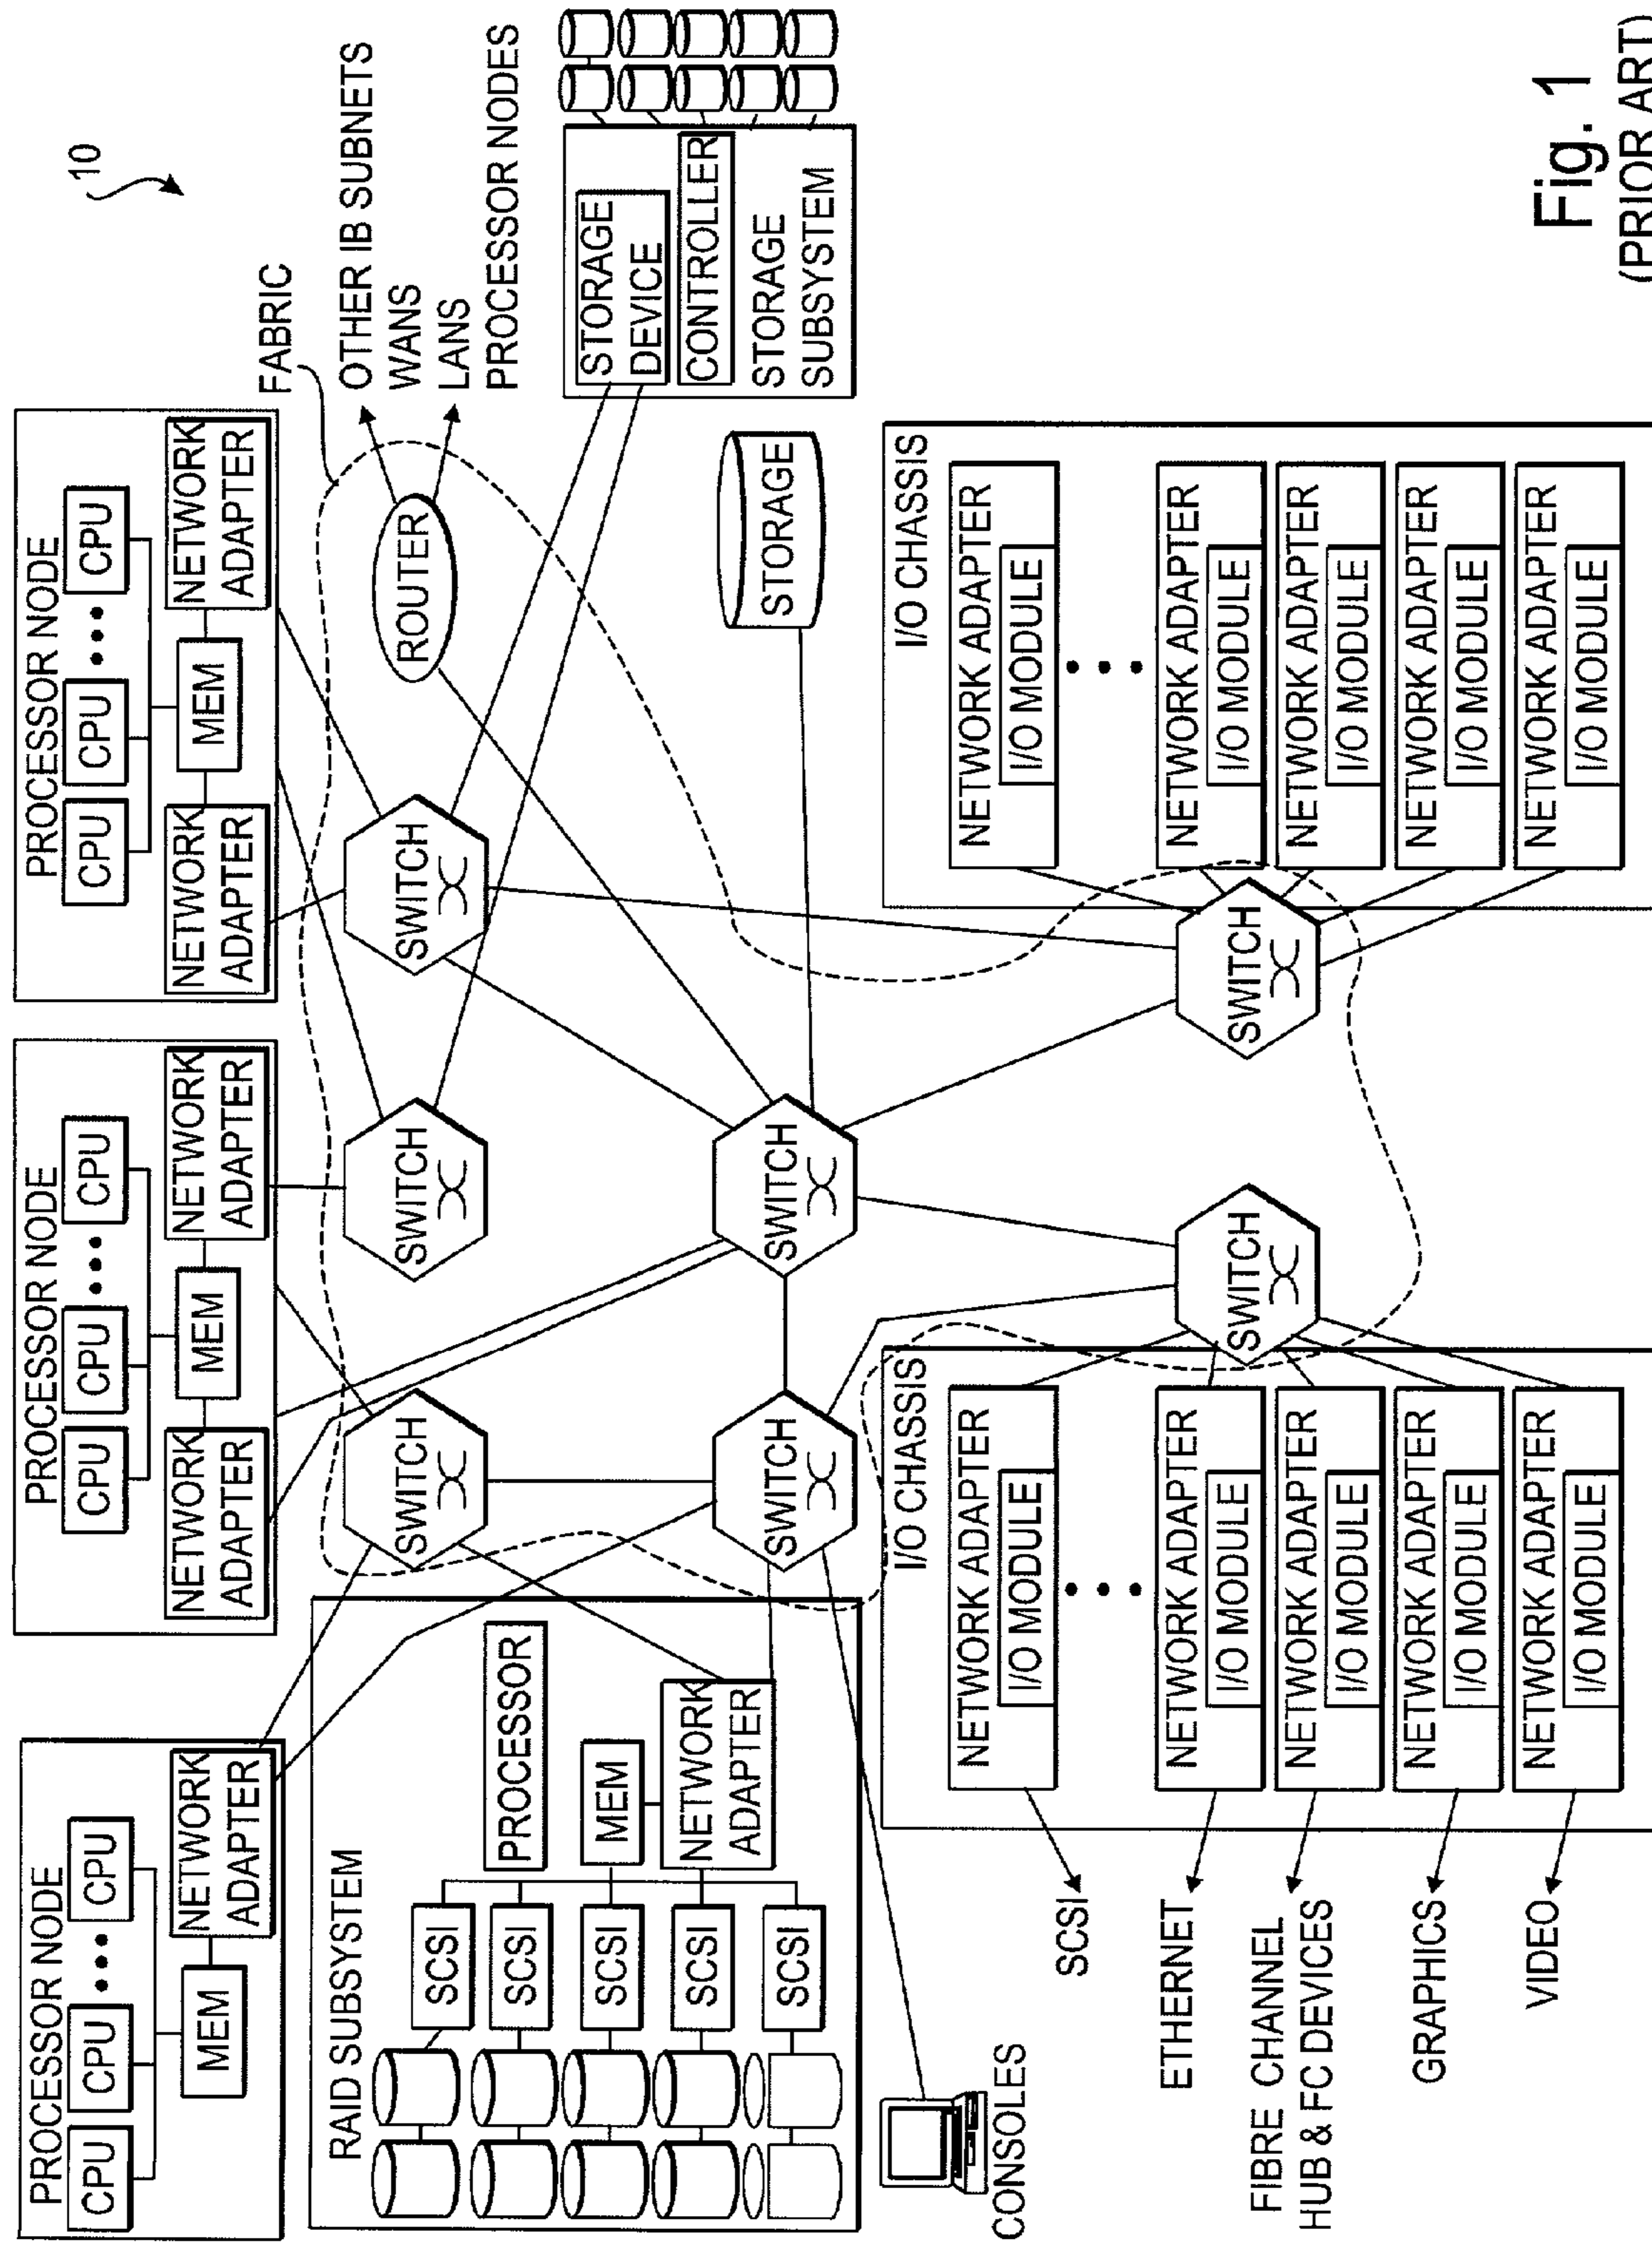 10
PROCESSOR NODE
CPU
CPU
CPU
MEM
NETWORK
ADAPTER
PROCESSOR NODE
CPU
CPU
CPU
NETWORK
ADAPTER
MEM
NETWORK
ADAPTER
PROCESSOR NODE
CPU
CPU
CPU
NETWORK
ADAPTER
MEM
NETWORK
ADAPTER
FABRIC
OTHER IB SUBNETS
WANS
LANS
PROCESSOR NODES
RAID SUBSYSTEM
SCSI
SCSI
SCSI
SCSI
SCSI
PROCESSOR
MEM
NETWORK
ADAPTER
SWITCH
SWITCH
SWITCH
ROUTER
STORAGE
DEVICE
CONTROLLER
STORAGE
SUBSYSTEM
SWITCH
SWITCH
STORAGE
CONSOLES
I/O CHASSIS
NETWORK ADAPTER
I/O MODULE
NETWORK ADAPTER
I/O MODULE
NETWORK ADAPTER
I/O MODULE
NETWORK ADAPTER
I/O MODULE
NETWORK ADAPTER
I/O MODULE
SCSI
ETHERNET
FIBRE CHANNEL
HUB & FC DEVICES
GRAPHICS
VIDEO
SWITCH
SWITCH
I/O CHASSIS
NETWORK ADAPTER
I/O MODULE
NETWORK ADAPTER
I/O MODULE
NETWORK ADAPTER
I/O MODULE
NETWORK ADAPTER
I/O MODULE
NETWORK ADAPTER
I/O MODULE
Fig. 1
(PRIOR ART)